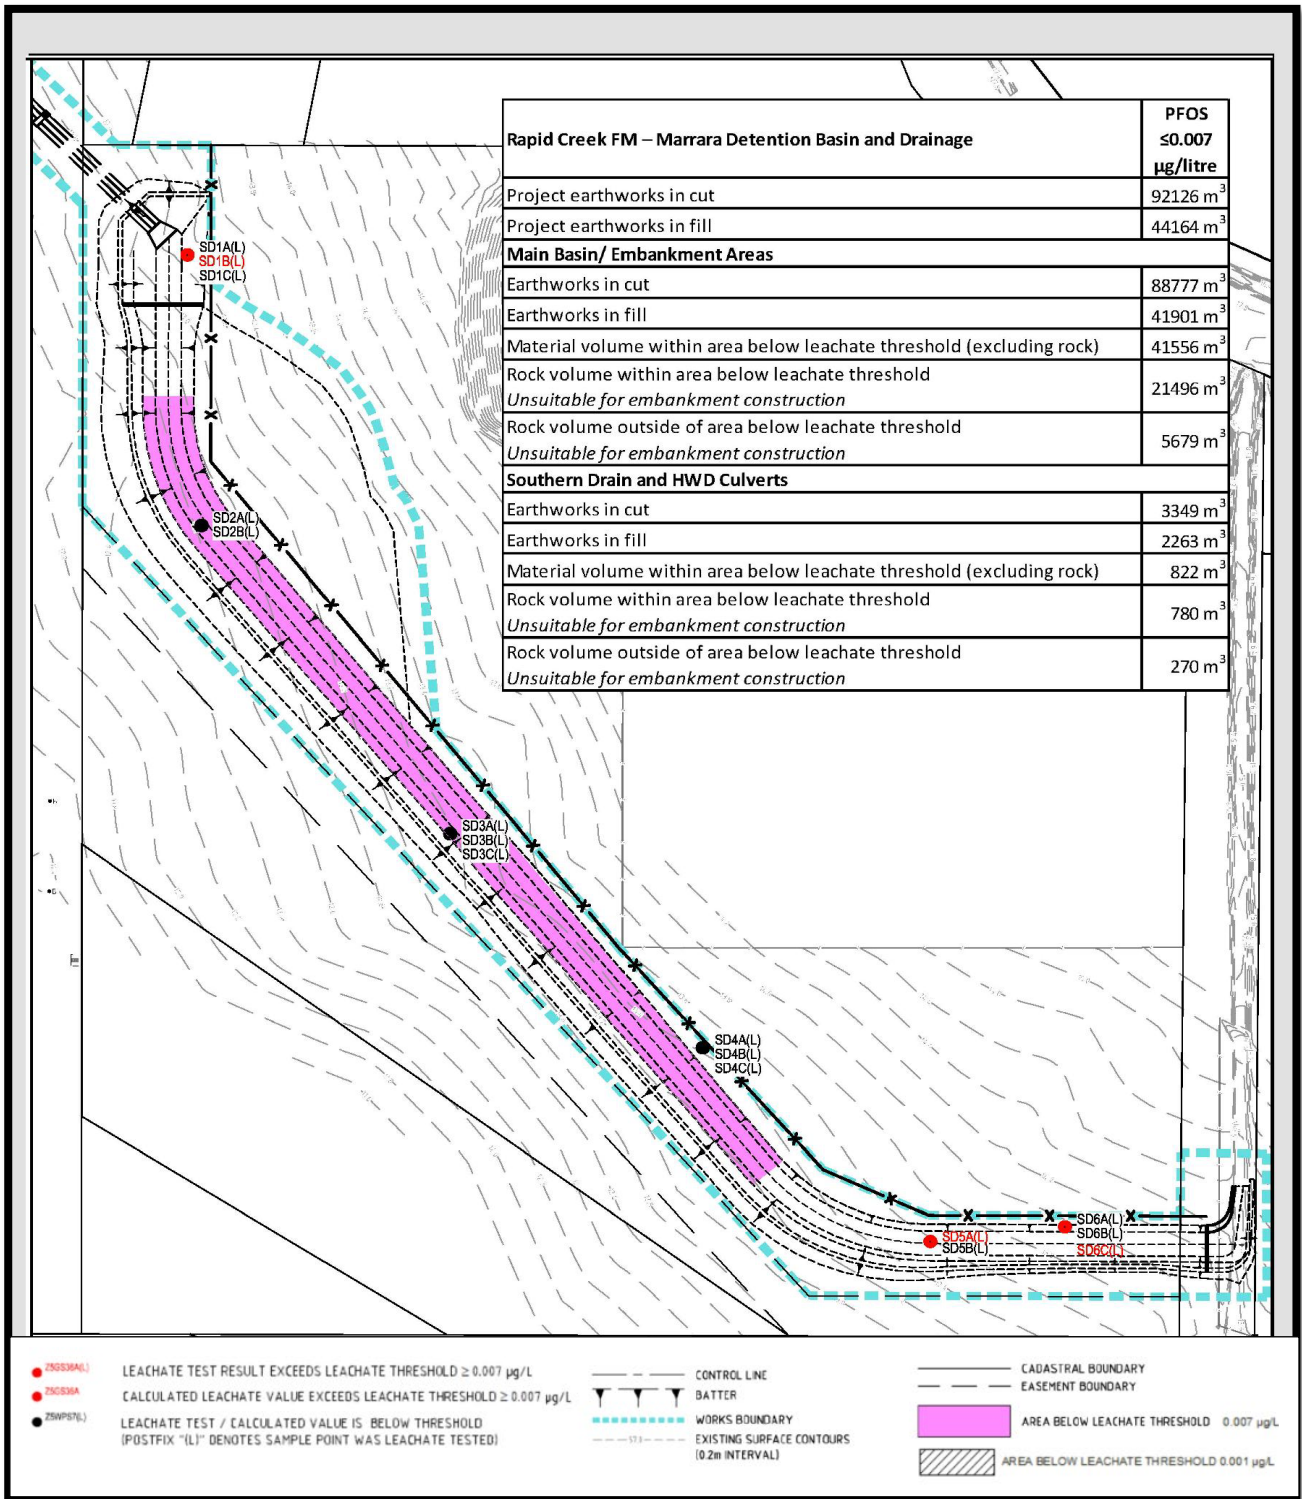 Rapid Creek FM – Marrara Detention Basin and Drainage
PFOS
≤0.007
µg/litre
Project earthworks in cut 92126 m³
Project earthworks in fill 44164 m³
Main Basin/ Embankment Areas
Earthworks in cut 88777 m³
Earthworks in fill 41901 m³
Material volume within area below leachate threshold (excluding rock) 41556 m³
Rock volume within area below leachate threshold
Unsuitable for embankment construction
21496 m³
Rock volume outside of area below leachate threshold
Unsuitable for embankment construction
5679 m³
Southern Drain and HWD Culverts
Earthworks in cut 3349 m³
Earthworks in fill 2263 m³
Material volume within area below leachate threshold (excluding rock) 822 m³
Rock volume within area below leachate threshold
Unsuitable for embankment construction
780 m³
Rock volume outside of area below leachate threshold
Unsuitable for embankment construction
270 m³
SD1A(L)
SD1B(L)
SD1C(L)
SD2A(L)
SD2B(L)
SD3A(L)
SD3B(L)
SD3C(L)
SD4A(L)
SD4B(L)
SD4C(L)
SD5A(L)
SD5B(L)
SD6A(L)
SD6B(L)
SD6C(L)
Z5GS36A(L) LEACHATE TEST RESULT EXCEEDS LEACHATE THRESHOLD ≥ 0.007 µg/L
Z5GS36A CALCULATED LEACHATE VALUE EXCEEDS LEACHATE THRESHOLD ≥ 0.007 µg/L
Z5WP57(L) LEACHATE TEST / CALCULATED VALUE IS BELOW THRESHOLD
(POSTFIX "(L)" DENOTES SAMPLE POINT WAS LEACHATE TESTED)
CONTROL LINE
BATTER
WORKS BOUNDARY
EXISTING SURFACE CONTOURS
(0.2m INTERVAL)
CADASTRAL BOUNDARY
EASEMENT BOUNDARY
AREA BELOW LEACHATE THRESHOLD 0.007 µg/L
AREA BELOW LEACHATE THRESHOLD 0.001 µg/L